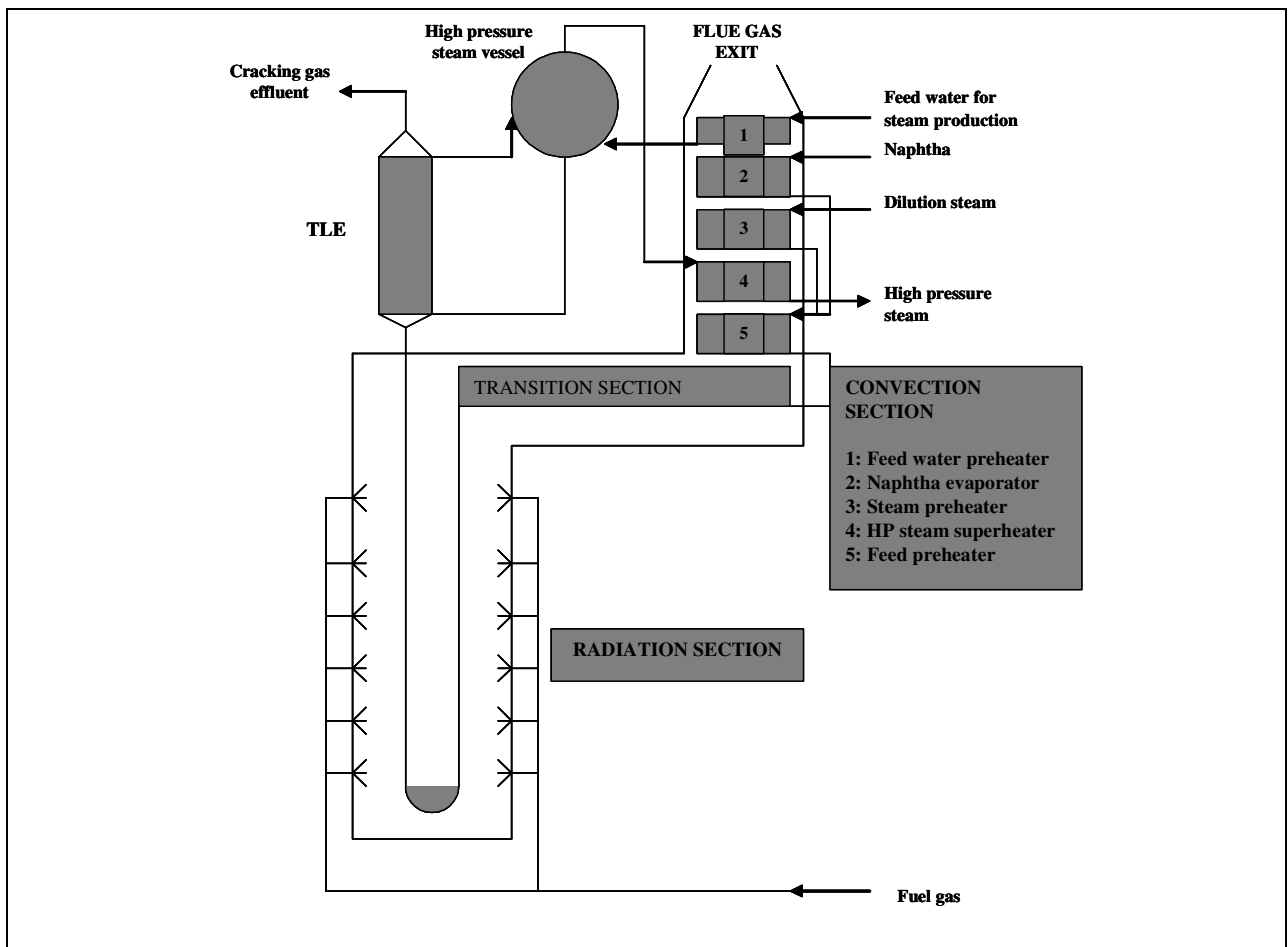 High pressure
steam vessel
FLUE GAS
EXIT
Cracking gas
effluent
Feed water for
steam production
1
Naphtha
2
Dilution steam
3
TLE
4
High pressure
steam
5
TRANSITION SECTION
CONVECTION
SECTION
1: Feed water preheater
2: Naphtha evaporator
3: Steam preheater
4: HP steam superheater
5: Feed preheater
RADIATION SECTION
Fuel gas